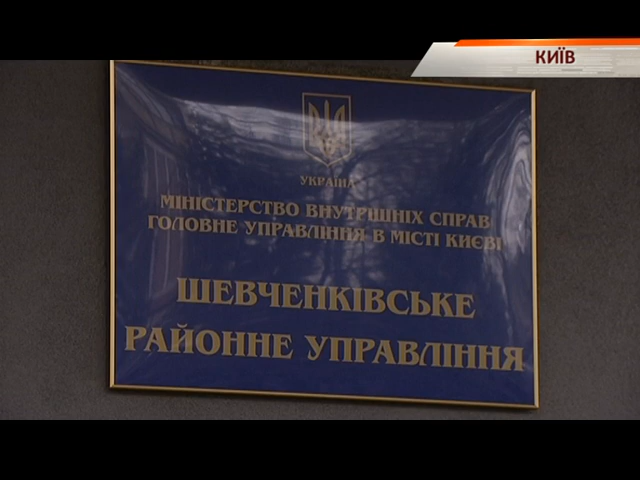 КИЇВ
УКРАЇНА
МІНІСТЕРСТВО ВНУТРІШНІХ СПРАВ
ГОЛОВНЕ УПРАВЛІННЯ В МІСТІ КИЄВІ
ШЕВЧЕНКІВСЬКЕ
РАЙОННЕ УПРАВЛІННЯ